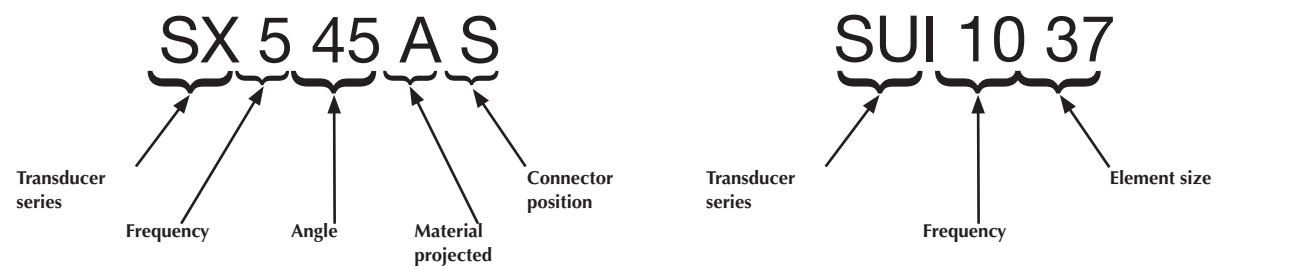 SX 5 45 A S
SUI 10 37
Transducer
series
Frequency
Angle
Material
projected
Connector
position
Transducer
series
Frequency
Element size